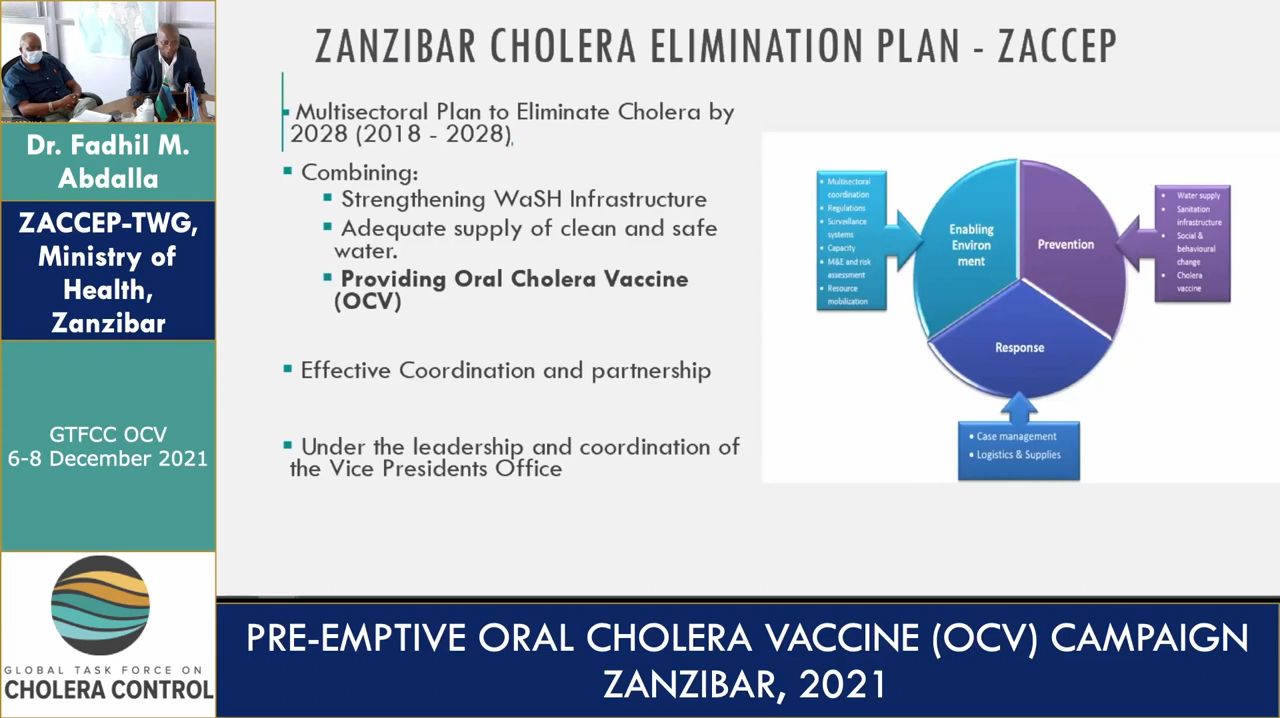 ZANZIBAR CHOLERA ELIMINATION PLAN - ZACCEP
Dr. Fadhil M.
Abdalla
ZACCEP-TWG,
Ministry of
Health,
Zanzibar
GTFCC OCV
6-8 December 2021
GLOBAL TASK FORCE ON
CHOLERA CONTROL
▪ Multisectoral Plan to Eliminate Cholera by
2028 (2018 - 2028),
▪ Combining:
▪ Strengthening WaSH Infrastructure
▪ Adequate supply of clean and safe
water.
▪ Providing Oral Cholera Vaccine
(OCV)
▪ Effective Coordination and partnership
▪ Under the leadership and coordination of
the Vice Presidents Office
• Multisectoral
coordination
• Regulations
• Surveillance
systems
• Capacity
• M&E and risk
assessment
• Resource
mobilization
Enabling
Environ
ment
Prevention
• Water supply
• Sanitation
infrastructure
• Social &
behavioural
change
• Cholera
vaccine
Response
• Case management
• Logistics & Supplies
PRE-EMPTIVE ORAL CHOLERA VACCINE (OCV) CAMPAIGN
ZANZIBAR, 2021